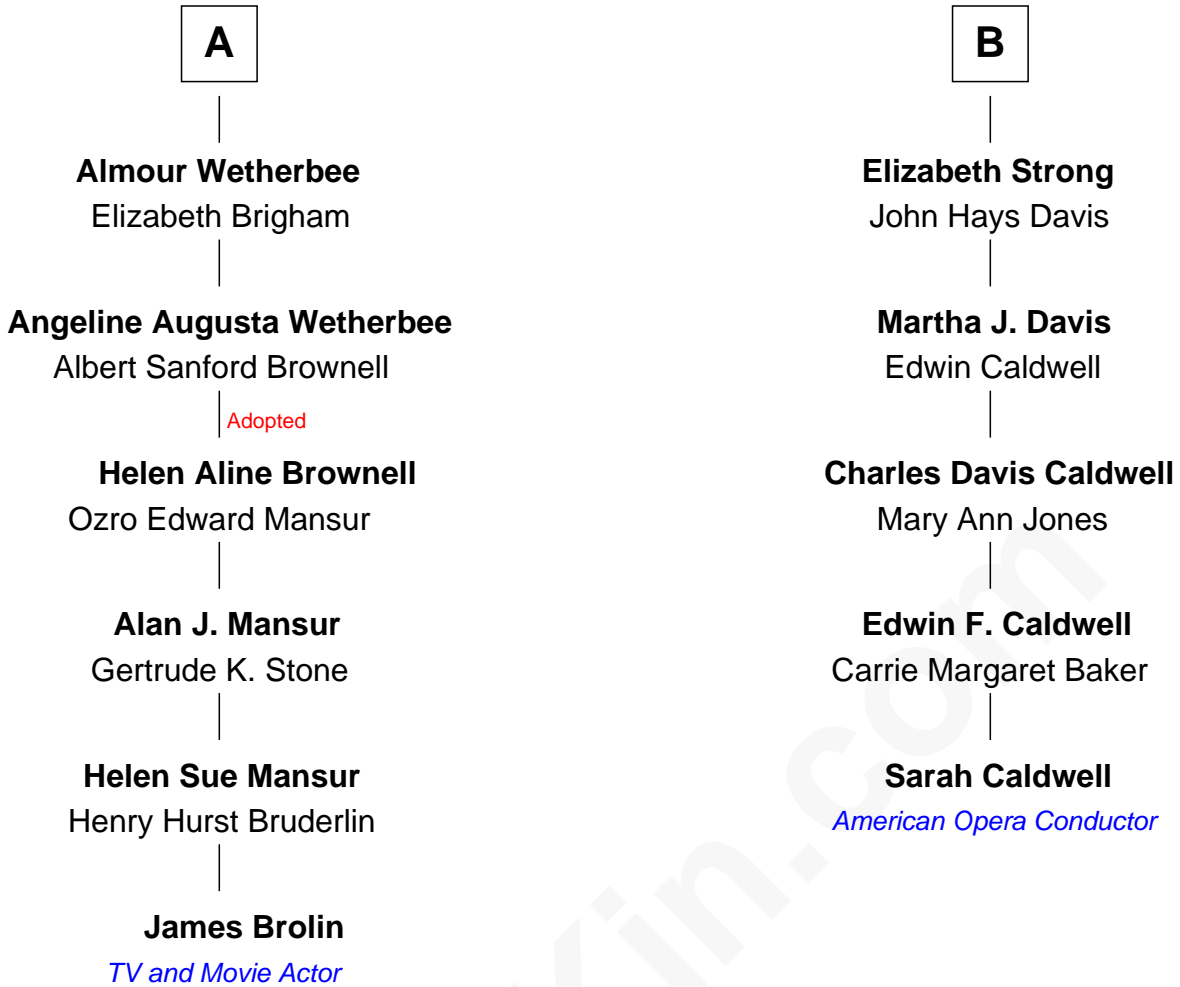 A
Almour Wetherbee
Elizabeth Brigham
Angeline Augusta Wetherbee
Albert Sanford Brownell
Adopted
Helen Aline Brownell
Ozro Edward Mansur
Alan J. Mansur
Gertrude K. Stone
Helen Sue Mansur
Henry Hurst Bruderlin
James Brolin
TV and Movie Actor
B
Elizabeth Strong
John Hays Davis
Martha J. Davis
Edwin Caldwell
Charles Davis Caldwell
Mary Ann Jones
Edwin F. Caldwell
Carrie Margaret Baker
Sarah Caldwell
American Opera Conductor
Kin.com